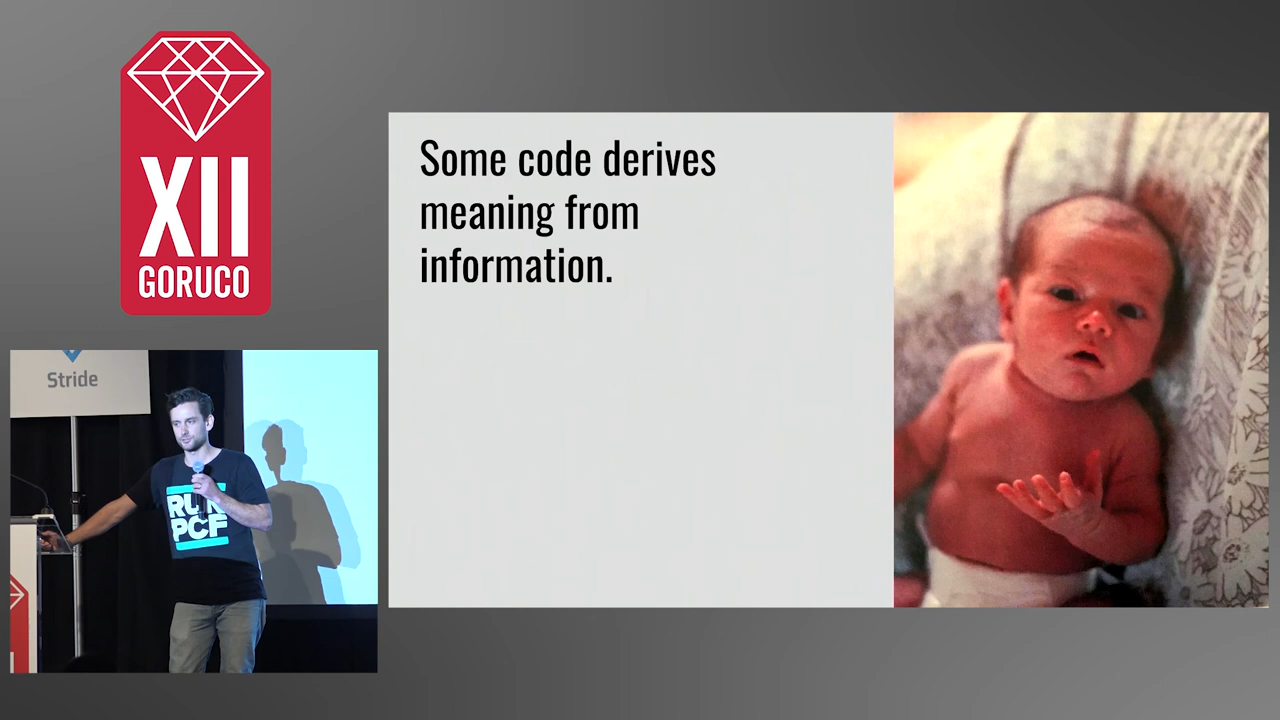 XII
GORUCO
Stride
RUN
PCF
Some code derives
meaning from
information.